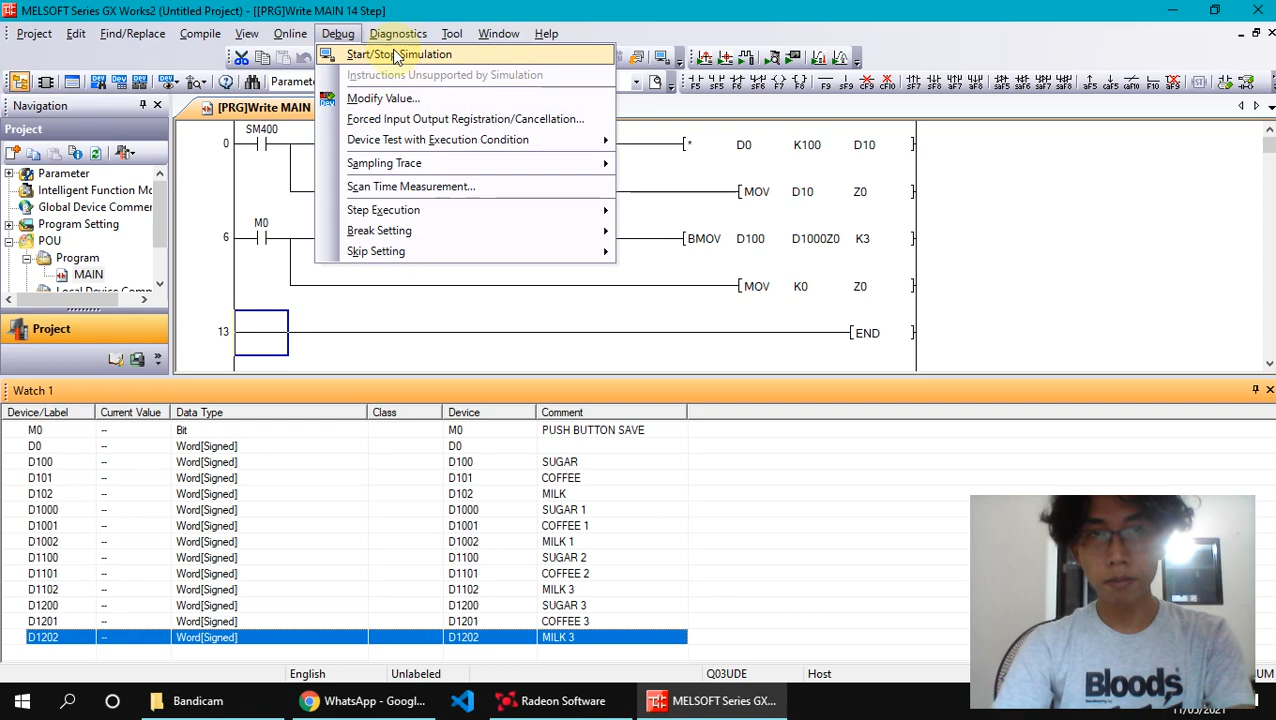 MELSOFT Series GX Works2 (Untitled Project) - [[PRG]Write MAIN 14 Step]
Project Edit Find/Replace Compile View Online Debug Diagnostics Tool Window Help
Start/Stop Simulation
Instructions Unsupported by Simulation
Modify Value...
Forced Input Output Registration/Cancellation...
Device Test with Execution Condition
Sampling Trace
Scan Time Measurement...
Step Execution
Break Setting
Skip Setting
Navigation
Project
Parameter
Intelligent Function Mo
Global Device Comme
Program Setting
POU
Program
MAIN
Local Device Commen
Project
[PRG]Write MAIN
0 SM400 * D0 K100 D10
MOV D10 Z0
6 M0 BMOV D100 D1000Z0 K3
MOV K0 Z0
13 END
Watch 1
Device/Label Current Value Data Type Class Device Comment
M0 -- Bit M0 PUSH BUTTON SAVE
D0 -- Word[Signed] D0
D100 -- Word[Signed] D100 SUGAR
D101 -- Word[Signed] D101 COFFEE
D102 -- Word[Signed] D102 MILK
D1000 -- Word[Signed] D1000 SUGAR 1
D1001 -- Word[Signed] D1001 COFFEE 1
D1002 -- Word[Signed] D1002 MILK 1
D1100 -- Word[Signed] D1100 SUGAR 2
D1101 -- Word[Signed] D1101 COFFEE 2
D1102 -- Word[Signed] D1102 MILK 3
D1200 -- Word[Signed] D1200 SUGAR 3
D1201 -- Word[Signed] D1201 COFFEE 3
D1202 -- Word[Signed] D1202 MILK 3
Bloods
English Unlabeled Q03UDE Host UM
Bandicam WhatsApp - Googl... Radeon Software MELSOFT Series GX...